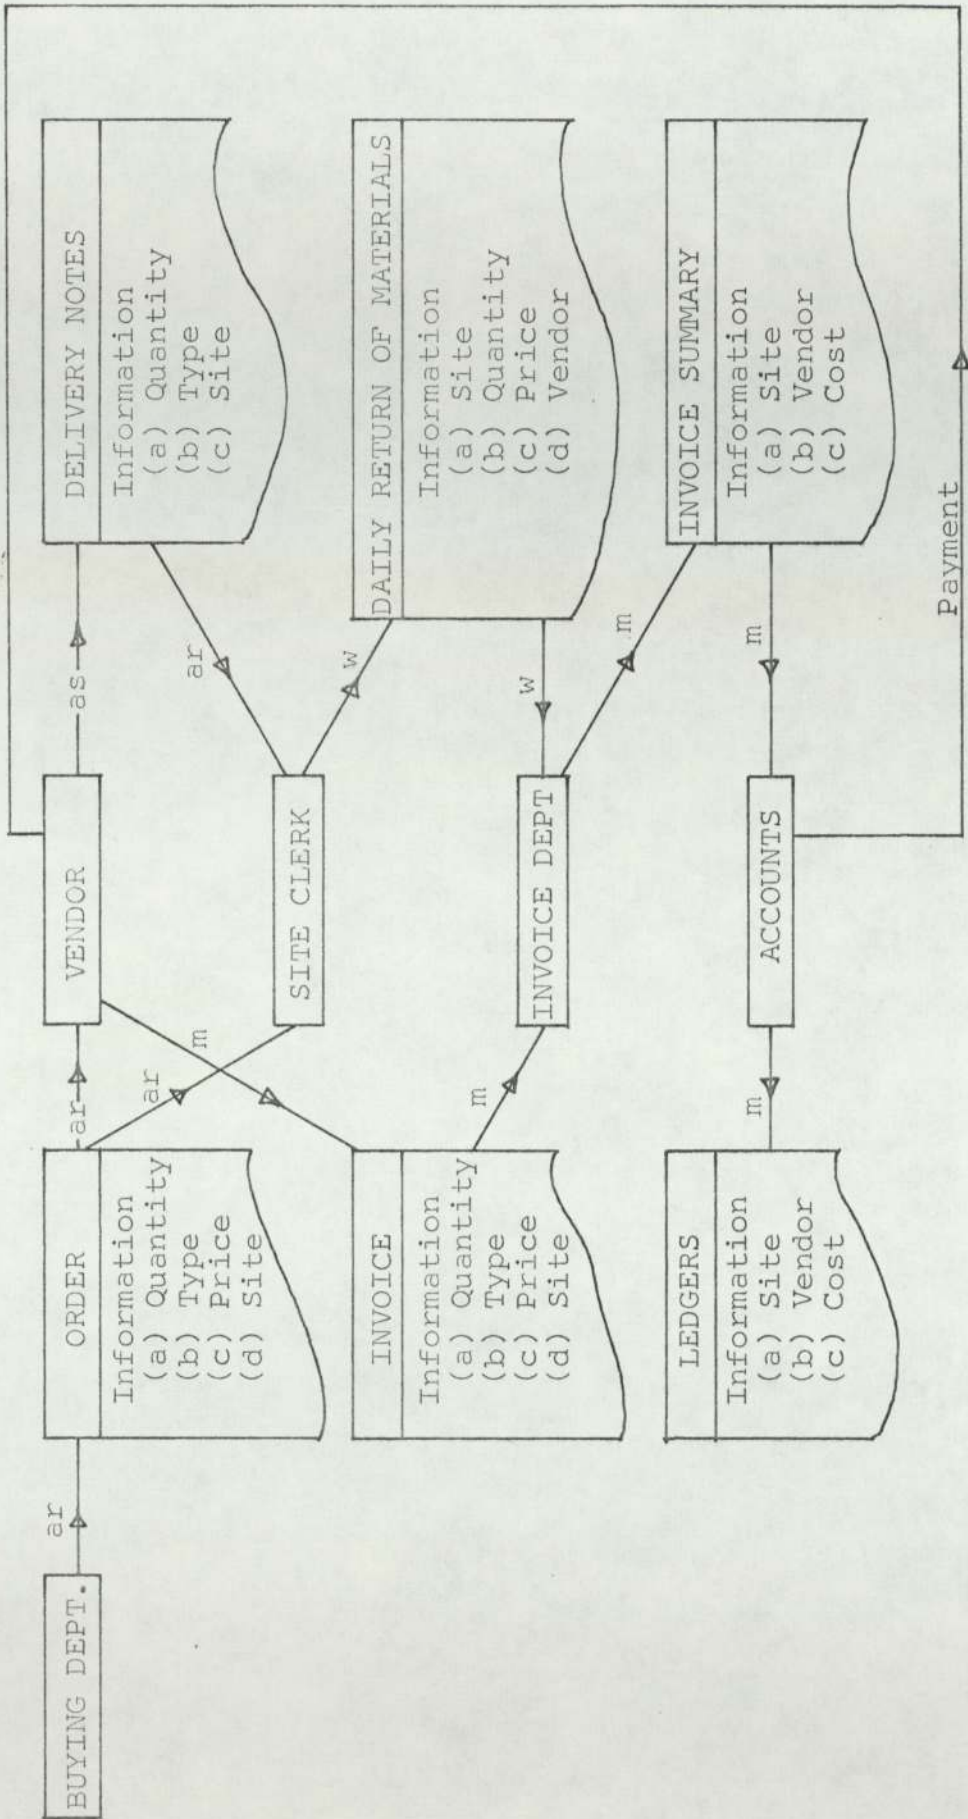 BUYING DEPT.
ar
ORDER
Information
(a) Quantity
(b) Type
(c) Price
(d) Site
ar
ar
VENDOR
as
DELIVERY NOTES
Information
(a) Quantity
(b) Type
(c) Site
m
ar
SITE CLERK
w
INVOICE
Information
(a) Quantity
(b) Type
(c) Price
(d) Site
m
INVOICE DEPT
w
DAILY RETURN OF MATERIALS
Information
(a) Site
(b) Quantity
(c) Price
(d) Vendor
m
LEDGERS
Information
(a) Site
(b) Vendor
(c) Cost
m
ACCOUNTS
m
INVOICE SUMMARY
Information
(a) Site
(b) Vendor
(c) Cost
Payment